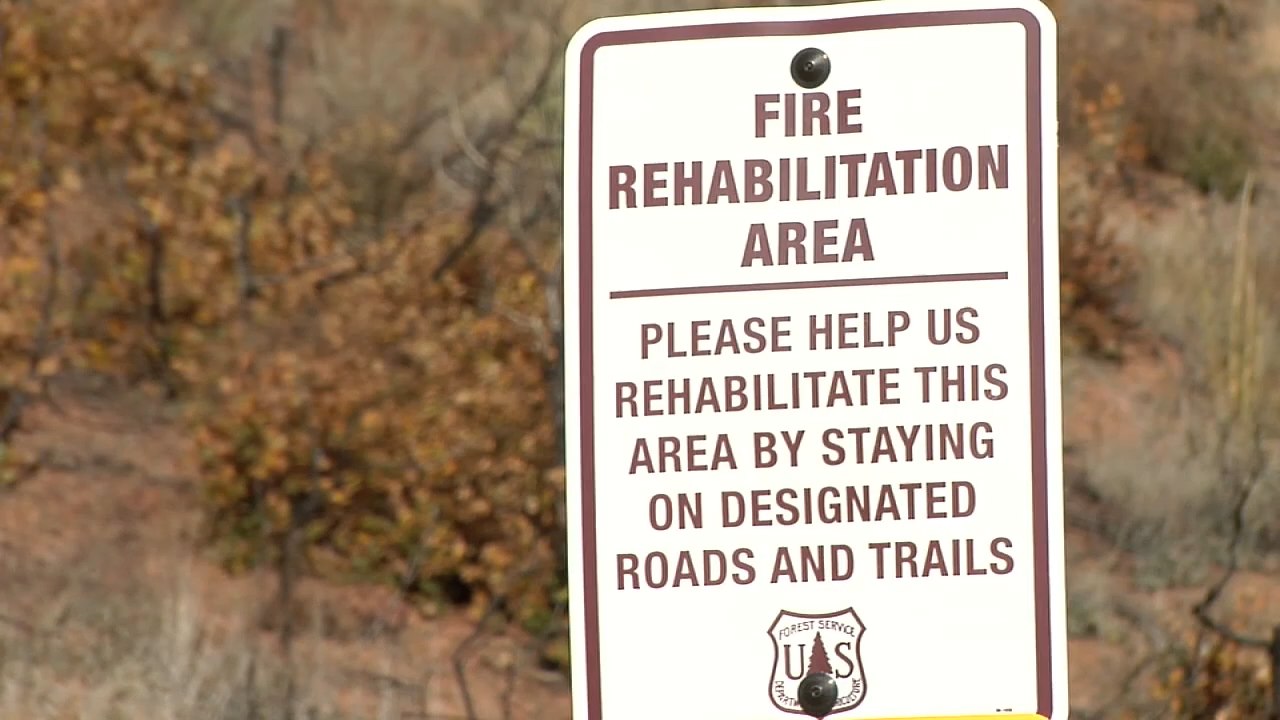 FIRE
REHABILITATION
AREA
PLEASE HELP US
REHABILITATE THIS
AREA BY STAYING
ON DESIGNATED
ROADS AND TRAILS
FOREST SERVICE
U S